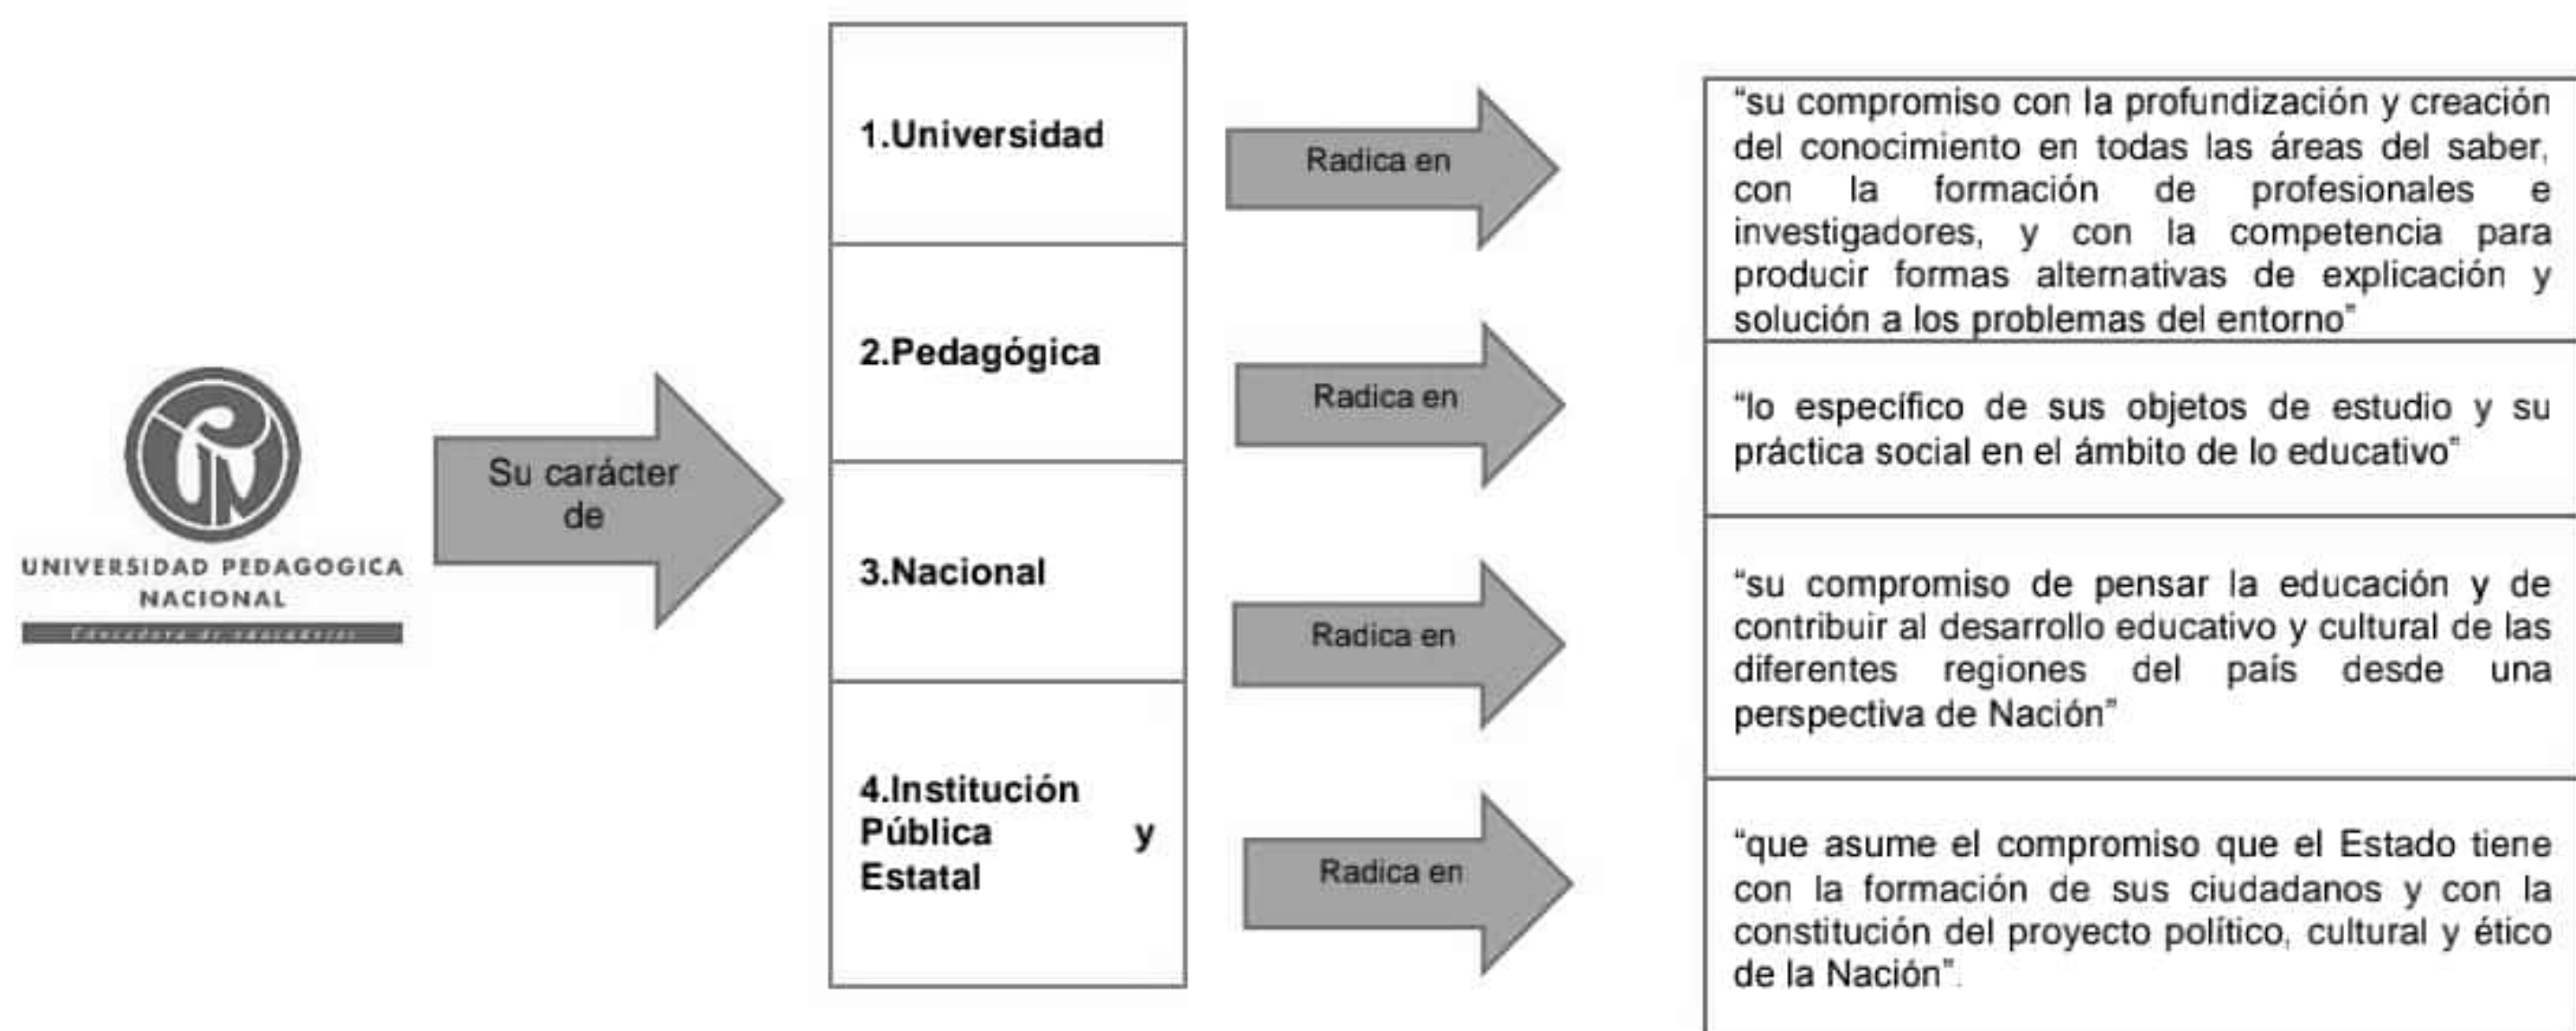 UNIVERSIDAD PEDAGOGICA
NACIONAL
Educadora de educadores
Su carácter
de
1.Universidad
Radica en
“su compromiso con la profundización y creación
del conocimiento en todas las áreas del saber,
con la formación de profesionales e
investigadores, y con la competencia para
producir formas alternativas de explicación y
solución a los problemas del entorno”
2.Pedagógica
Radica en
“lo específico de sus objetos de estudio y su
práctica social en el ámbito de lo educativo”
3.Nacional
Radica en
“su compromiso de pensar la educación y de
contribuir al desarrollo educativo y cultural de las
diferentes regiones del país desde una
perspectiva de Nación”
4.Institución
Pública y
Estatal
Radica en
“que asume el compromiso que el Estado tiene
con la formación de sus ciudadanos y con la
constitución del proyecto político, cultural y ético
de la Nación”.